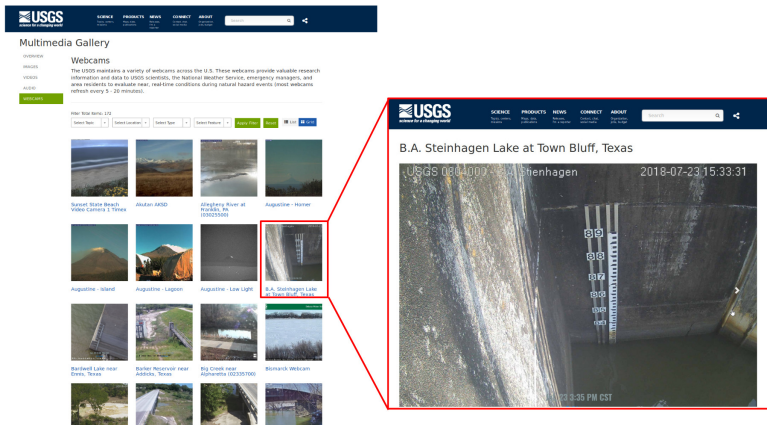 USGS
science for a changing world
SCIENCE PRODUCTS NEWS CONNECT ABOUT
Search
Multimedia Gallery
OVERVIEW
IMAGES
VIDEOS
AUDIO
WEBCAMS
Webcams
The USGS maintains a variety of webcams across the U.S. These webcams provide valuable research
information and data to USGS scientists, the National Weather Service, emergency managers, and
area residents to evaluate near, real-time conditions during natural hazard events (most webcams
refresh every 5 - 20 minutes).
Filter Total Items: 172
Select Topic Select Location Select Type Select Feature Apply Filter Reset List Grid
Sunset State Beach
Video Camera 1 Timex
Akutan AKSD
Allegheny River at
Franklin, PA
(03025500)
Augustine - Homer
Augustine - Island
Augustine - Lagoon
Augustine - Low Light
B.A. Steinhagen Lake
at Town Bluff, Texas
Bardwell Lake near
Ennis, Texas
Barker Reservoir near
Addicks, Texas
Big Creek near
Alpharetta (02335700)
Bismarck Webcam
USGS
science for a changing world
SCIENCE PRODUCTS NEWS CONNECT ABOUT
Search
B.A. Steinhagen Lake at Town Bluff, Texas
2018-07-23 15:33:31
89
88
87
86
85
84
3:35 PM CST